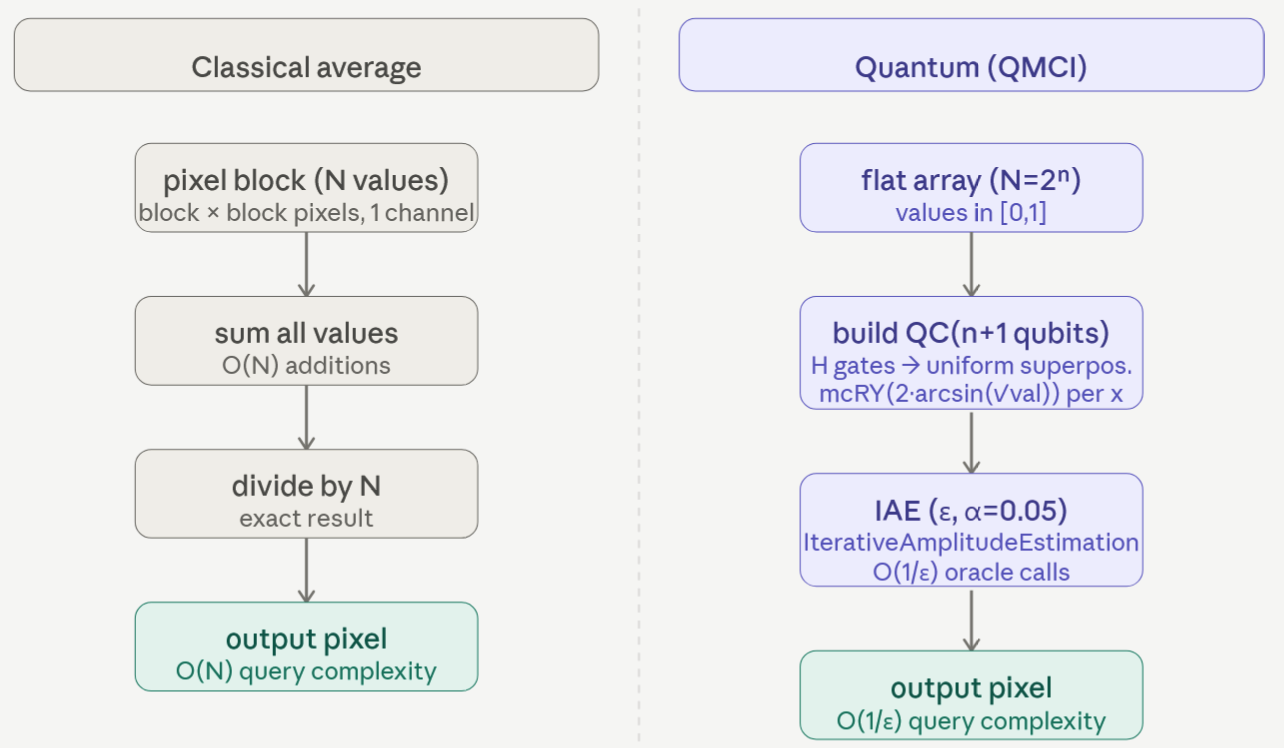 Classical average
pixel block (N values)
block × block pixels, 1 channel
sum all values
O(N) additions
divide by N
exact result
output pixel
O(N) query complexity
Quantum (QMCI)
flat array (N=2ⁿ)
values in [0,1]
build QC(n+1 qubits)
H gates → uniform superpos.
mcRY(2·arcsin(√val)) per x
IAE (ε, α=0.05)
IterativeAmplitudeEstimation
O(1/ε) oracle calls
output pixel
O(1/ε) query complexity